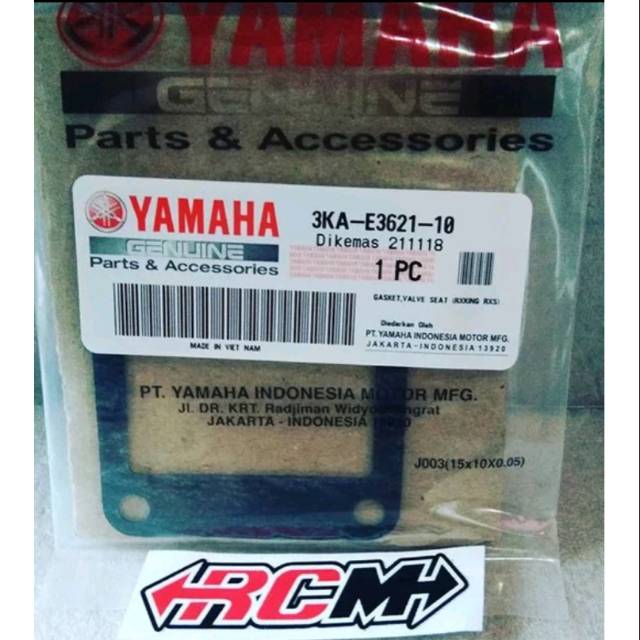 YAMAHA
GENUINE
Parts & Accessories
YAMAHA
GENUINE
Parts & Accessories
3KA-E3621-10
Dikemas 211118
1 PC
GASKET,VALVE SEAT (RXKING RXS)
MADE IN VIET NAM
Diedarkan Oleh
PT. YAMAHA INDONESIA MOTOR MFG.
JAKARTA-INDONESIA 13920
PT. YAMAHA INDONESIA MOTOR MFG.
Jl. DR. KRT. Radjiman Widyodiningrat
JAKARTA - INDONESIA 13920
J003(15x10X0.05)
RCM